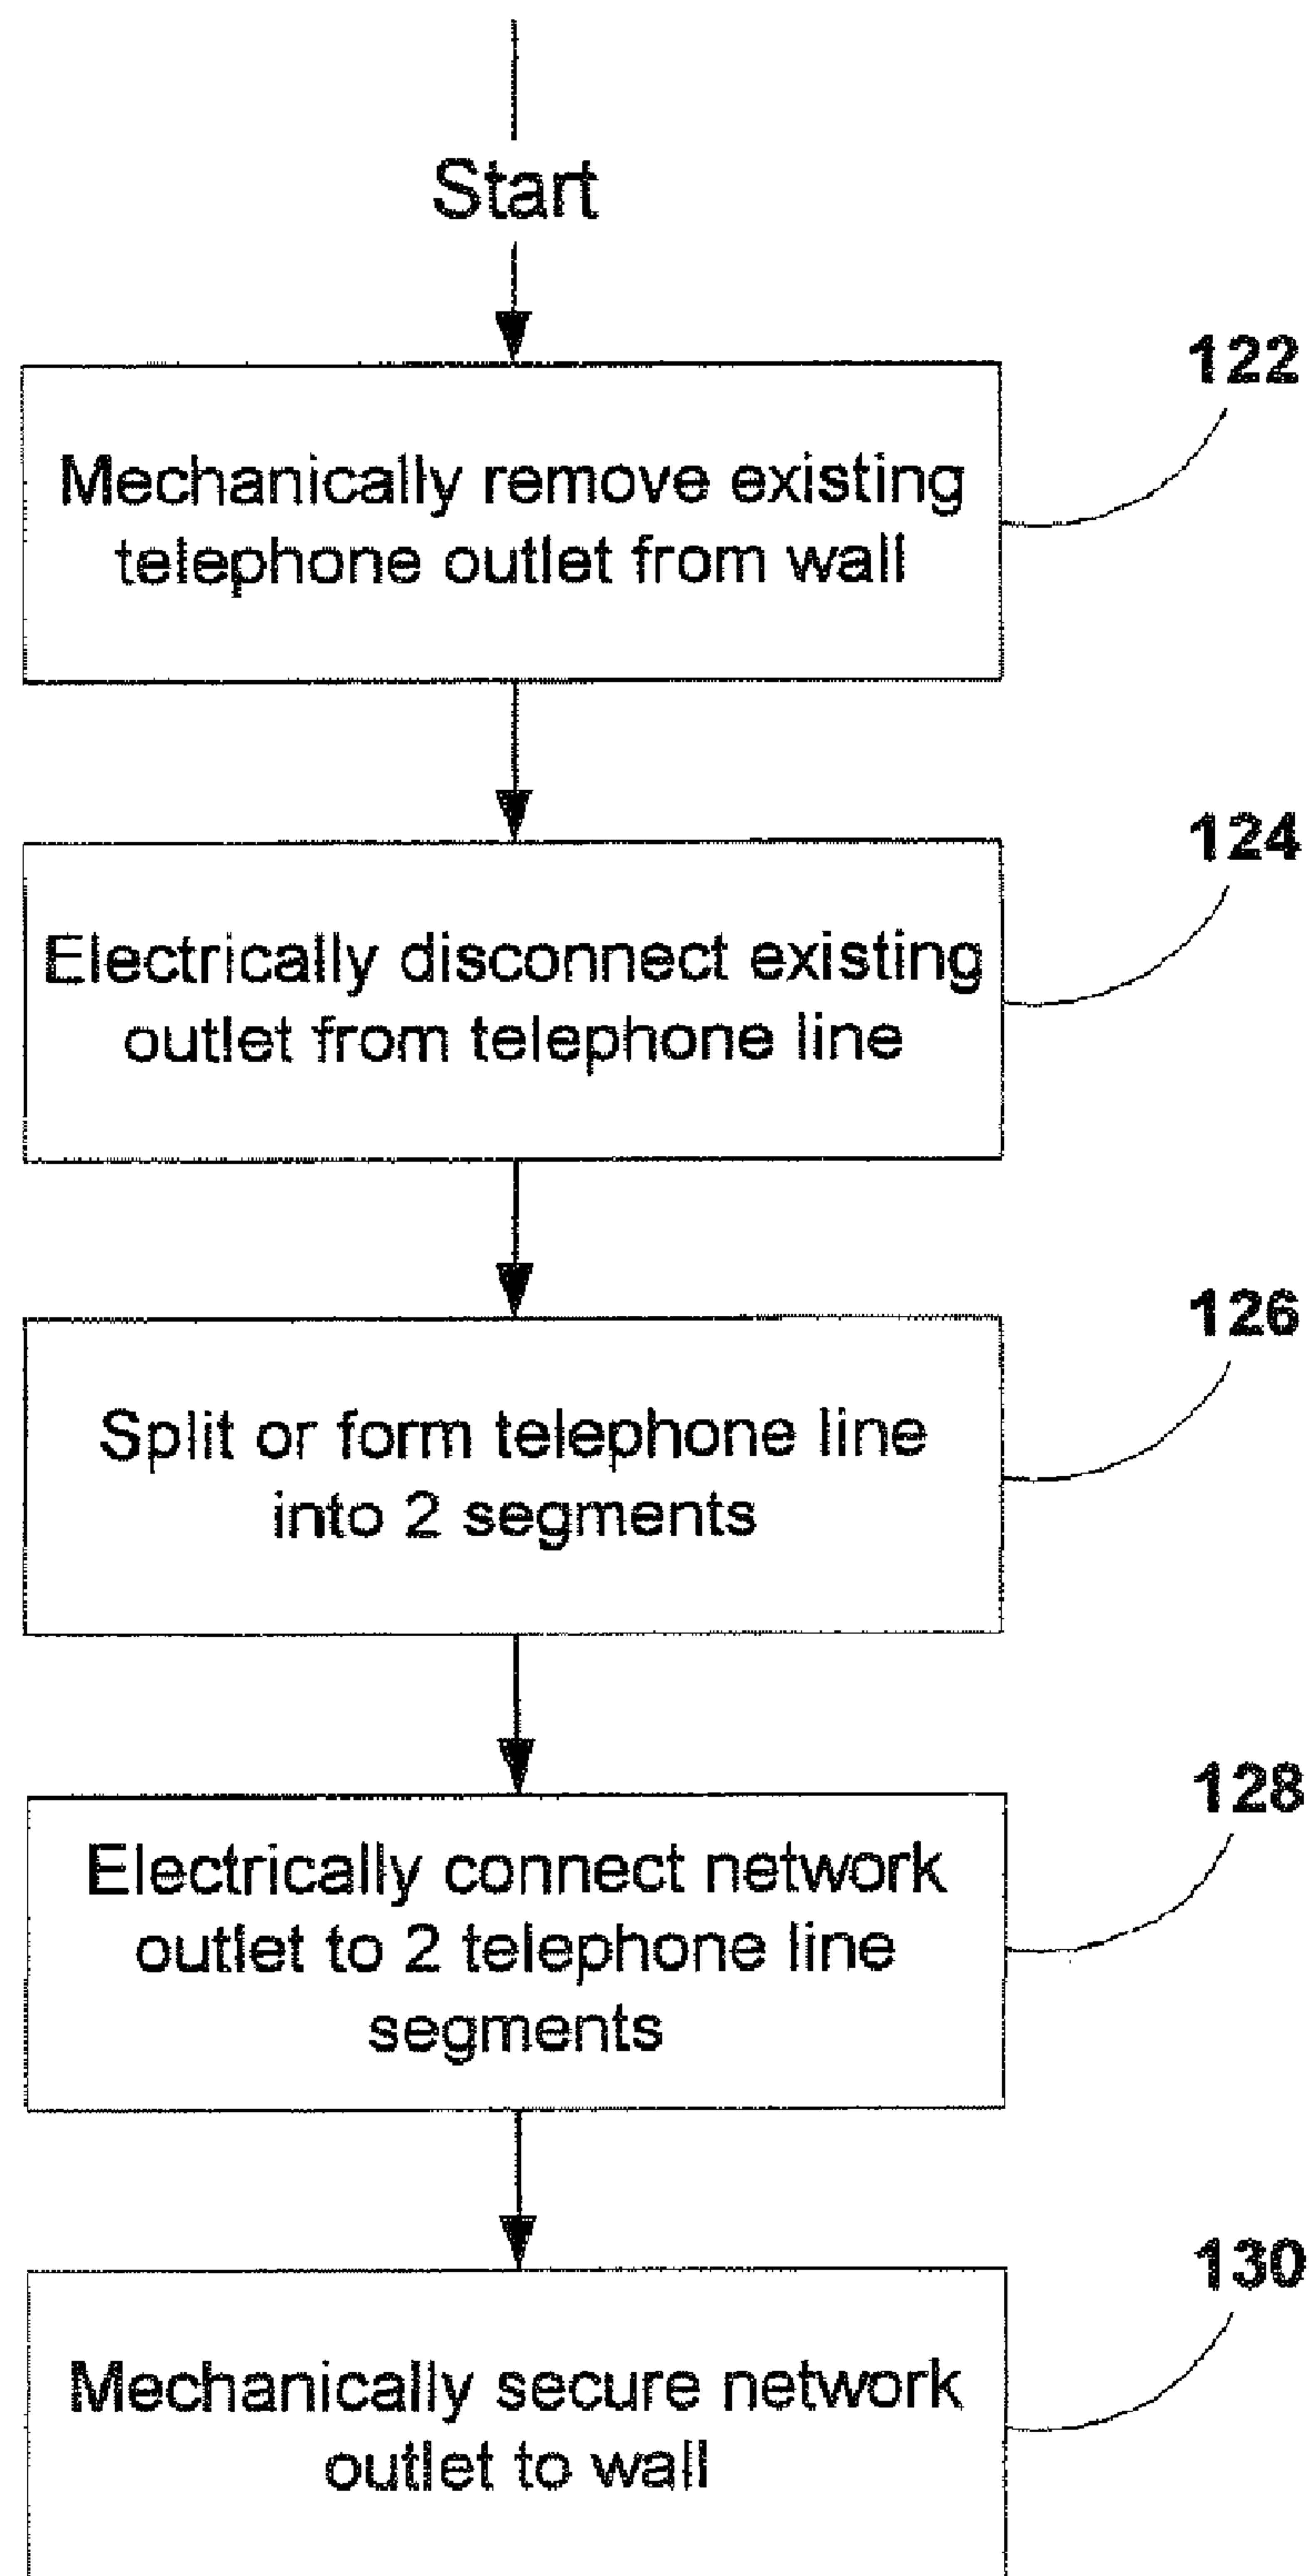 Start
122
Mechanically remove existing
telephone outlet from wall
124
Electrically disconnect existing
outlet from telephone line
126
Split or form telephone line
into 2 segments
128
Electrically connect network
outlet to 2 telephone line
segments
130
Mechanically secure network
outlet to wall